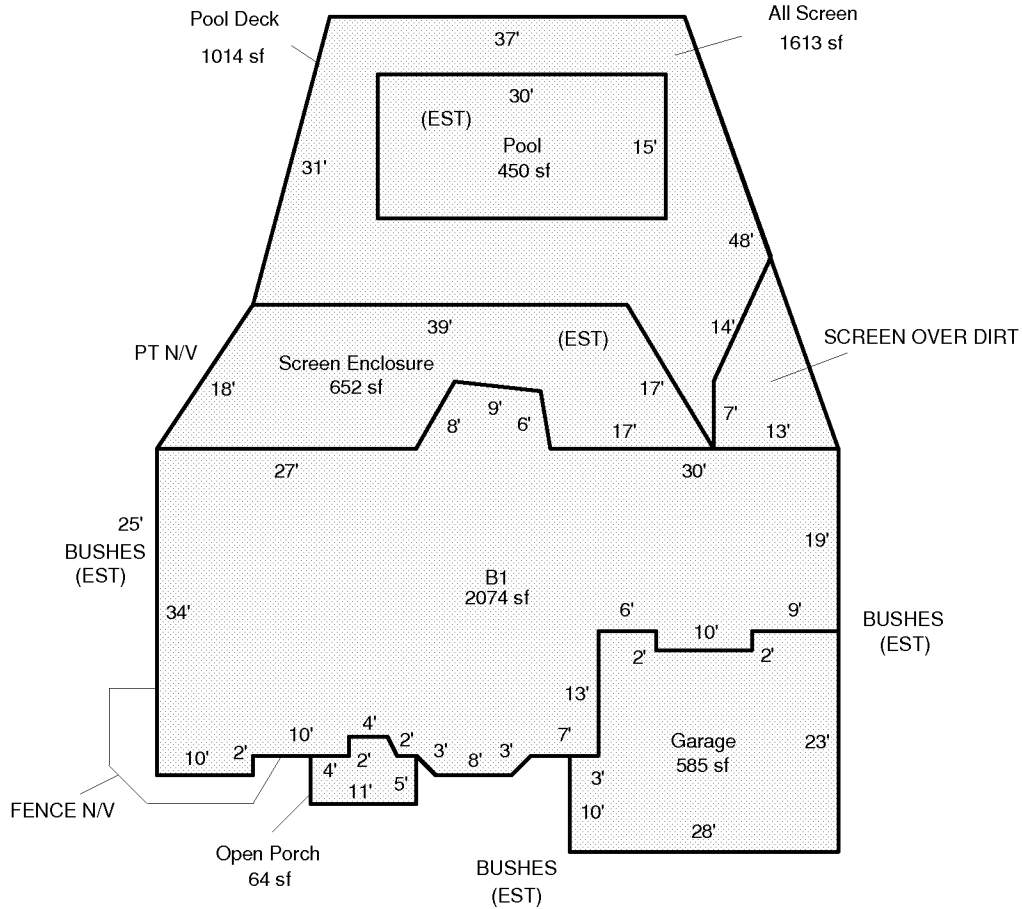 Pool Deck
1014 sf
All Screen
1613 sf
37'
30'
(EST)
Pool
450 sf
15'
31'
48'
39'
(EST)
14'
SCREEN OVER DIRT
PT N/V
Screen Enclosure
652 sf
18'
17'
8'
9'
6'
17'
7'
13'
27'
30'
25'
BUSHES
(EST)
19'
B1
2074 sf
34'
6'
10'
9'
BUSHES
(EST)
2'
2'
13'
10'
2'
10'
4'
2'
2'
3'
8'
3'
7'
Garage
585 sf
23'
4'
11'
5'
3'
10'
28'
FENCE N/V
Open Porch
64 sf
BUSHES
(EST)